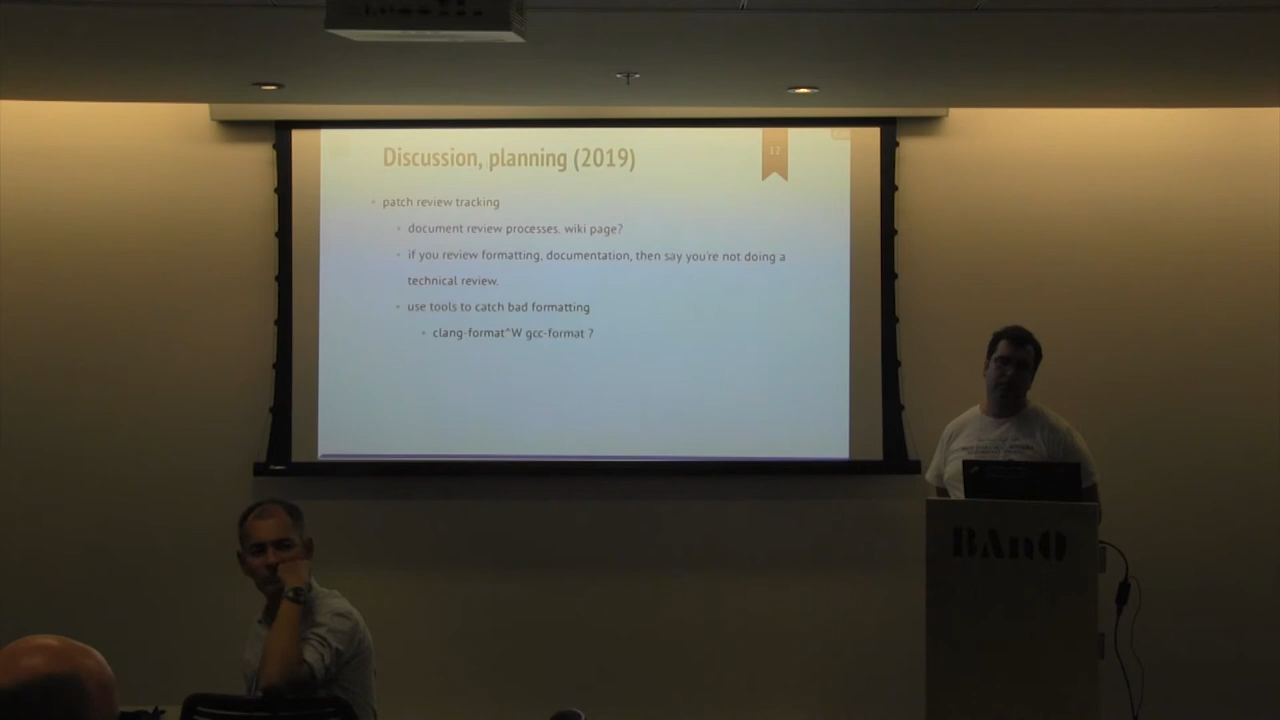 Discussion, planning (2019)
12
patch review tracking
document review processes. wiki page?
if you review formatting, documentation, then say you're not doing a
technical review.
use tools to catch bad formatting
clang-format^W gcc-format ?
BAnQ